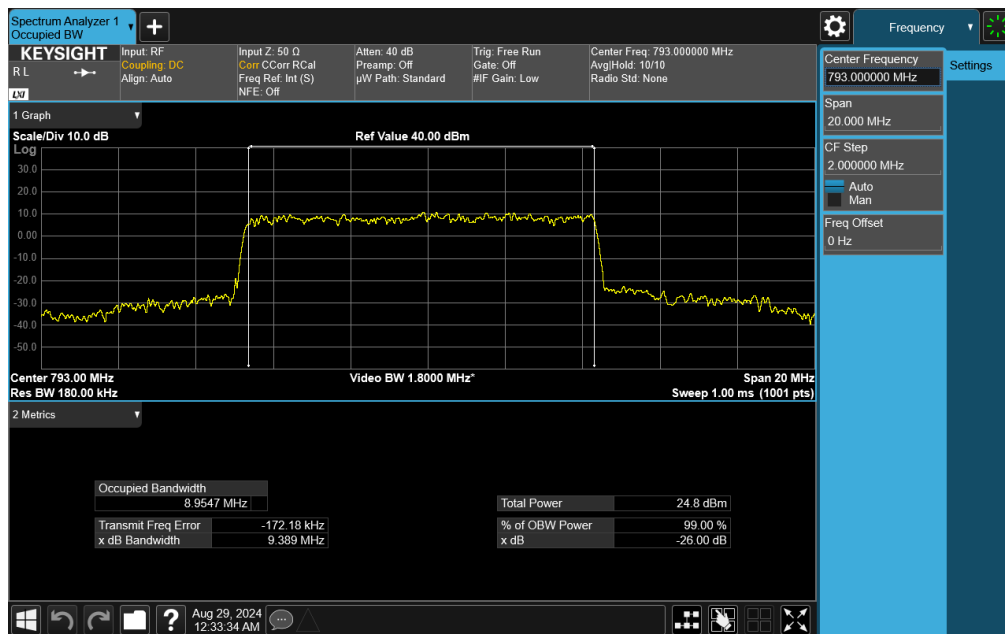 Spectrum Analyzer 1
Occupied BW
Frequency
KEYSIGHT
R L
LXI
Input: RF
Coupling: DC
Align: Auto
Input Z: 50 Ω
Corr CCorr RCal
Freq Ref: Int (S)
NFE: Off
Atten: 40 dB
Preamp: Off
µW Path: Standard
Trig: Free Run
Gate: Off
#IF Gain: Low
Center Freq: 793.000000 MHz
Avg|Hold: 10/10
Radio Std: None
Center Frequency
793.000000 MHz
Settings
Span
20.000 MHz
CF Step
2.000000 MHz
Auto
Man
Freq Offset
0 Hz
1 Graph
Scale/Div 10.0 dB
Ref Value 40.00 dBm
Log
30.0
20.0
10.0
0.00
-10.0
-20.0
-30.0
-40.0
-50.0
Center 793.00 MHz
Video BW 1.8000 MHz*
Span 20 MHz
Res BW 180.00 kHz
Sweep 1.00 ms (1001 pts)
2 Metrics
Occupied Bandwidth
8.9547 MHz
Total Power 24.8 dBm
Transmit Freq Error -172.18 kHz
% of OBW Power 99.00 %
x dB Bandwidth 9.389 MHz
x dB -26.00 dB
Aug 29, 2024
12:33:34 AM